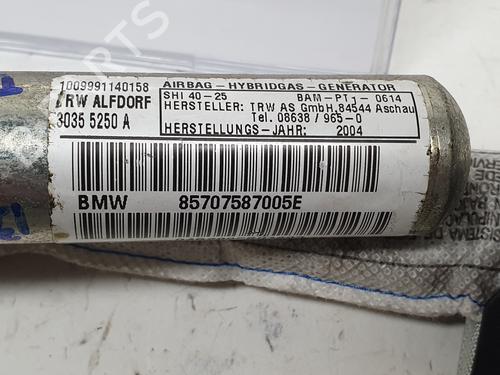 PARTS
1009991140158
TRW ALFDORF
3035 5250 A
AIRBAG - HYBRIDGAS - GENERATOR
SHI 40-25 BAM-PT1- 0614
HERSTELLER: TRW AS GmbH, 84544 Aschau
Tel. 08638 / 965-0
HERSTELLUNGS-JAHR: 2004
BMW 85707587005E